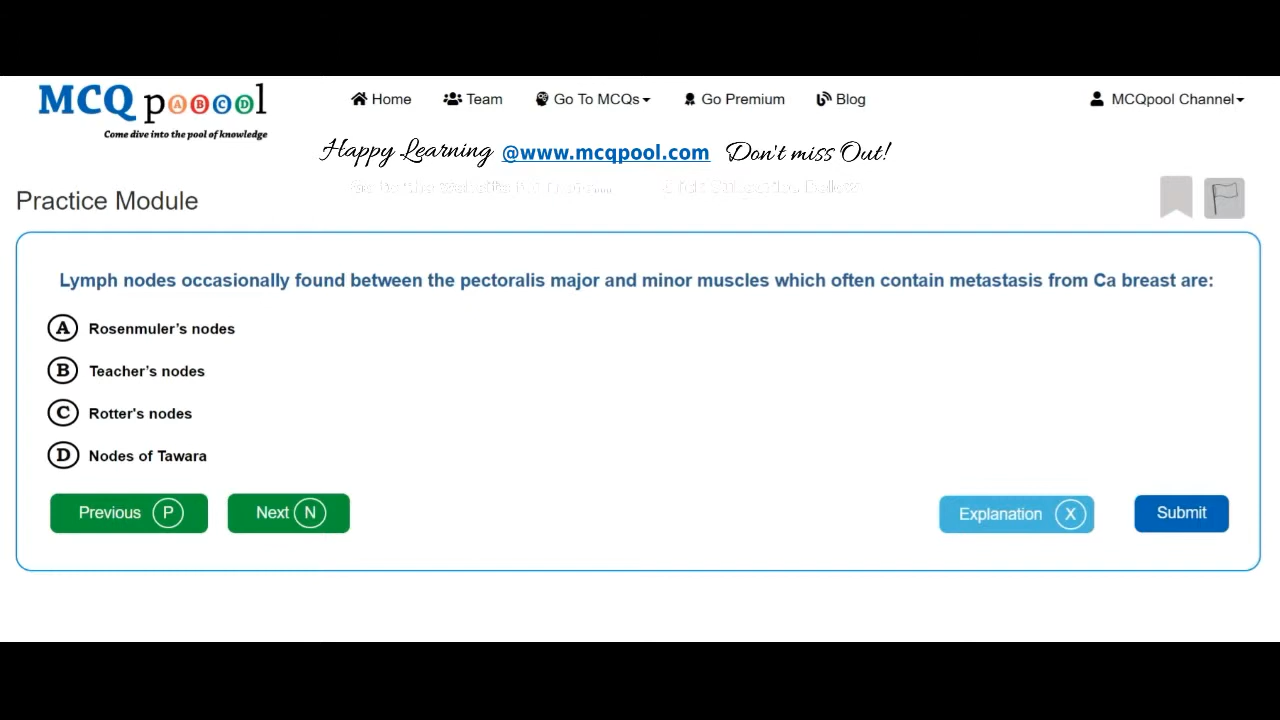 MCQ pooool
Come dive into the pool of knowledge
Home Team Go To MCQs Go Premium Blog MCQpool Channel
Happy Learning @www.mcqpool.com Don't miss Out!
Practice Module
Lymph nodes occasionally found between the pectoralis major and minor muscles which often contain metastasis from Ca breast are:
A Rosenmuler's nodes
B Teacher's nodes
C Rotter's nodes
D Nodes of Tawara
Previous P Next N Explanation X Submit